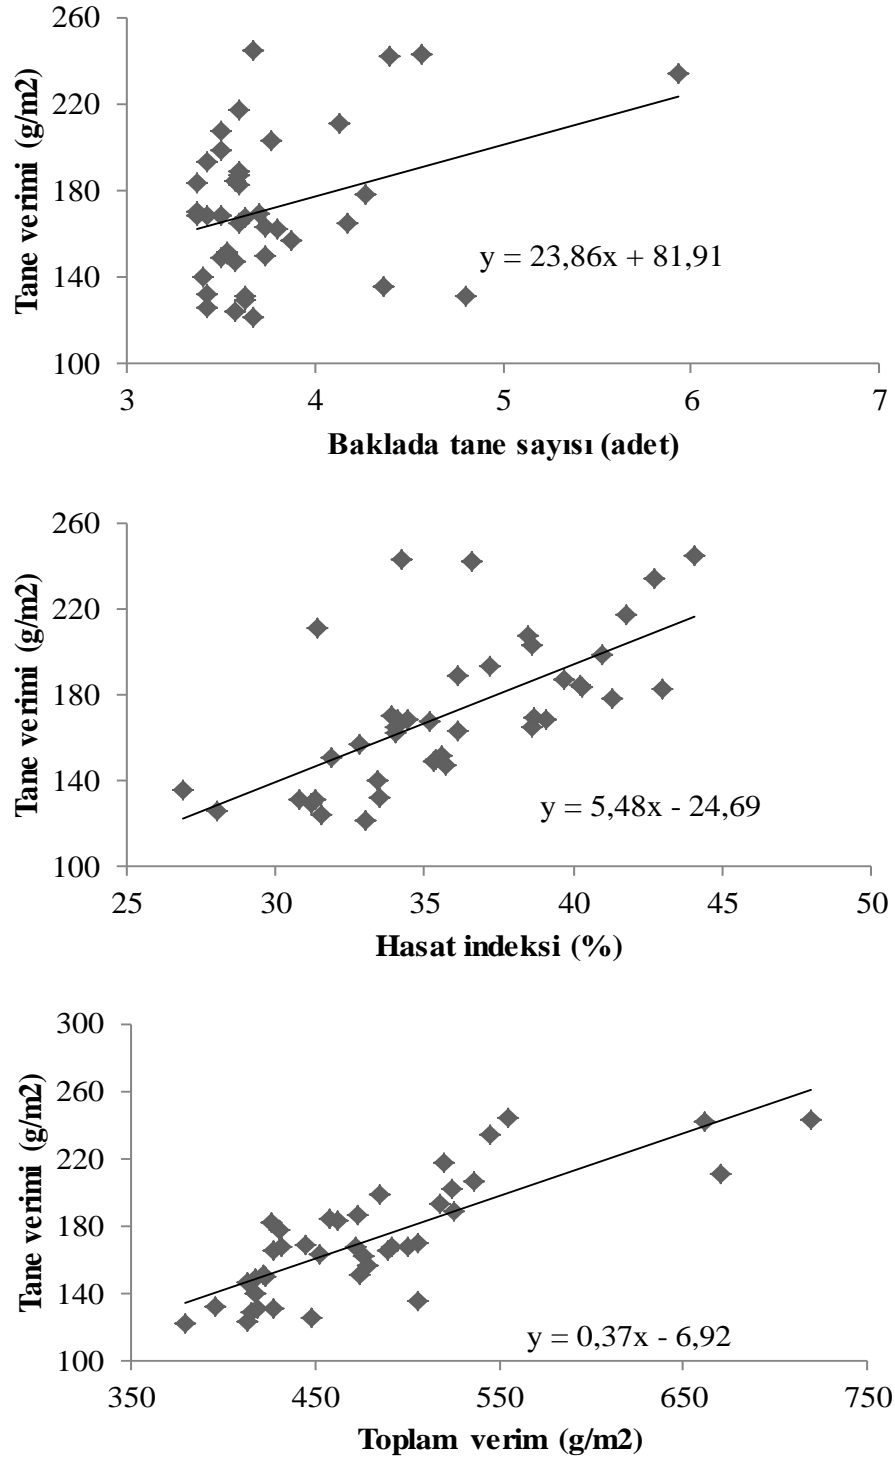 260
220
180
140
100
Tane verimi (g/m2)
y = 23,86x + 81,91
3 4 5 6 7
Baklada tane sayısı (adet)
260
220
180
140
100
Tane verimi (g/m2)
y = 5,48x - 24,69
25 30 35 40 45 50
Hasat indeksi (%)
300
260
220
180
140
100
Tane verimi (g/m2)
y = 0,37x - 6,92
350 450 550 650 750
Toplam verim (g/m2)